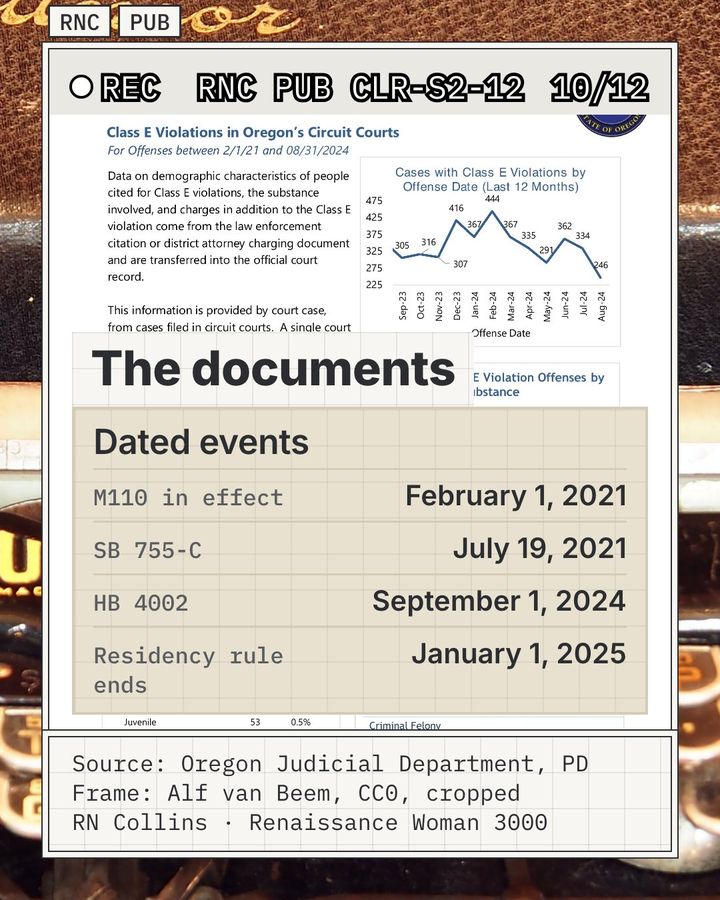 RNC PUB
REC RNC PUB CLR-S2-12 10/12
STATE OF OREGON
Class E Violations in Oregon's Circuit Courts
For Offenses between 2/1/21 and 08/31/2024
Data on demographic characteristics of people
cited for Class E violations, the substance
involved, and charges in addition to the Class E
violation come from the law enforcement
citation or district attorney charging document
and are transferred into the official court
record.
This information is provided by court case,
from cases filed in circuit courts. A single court
Cases with Class E Violations by
Offense Date (Last 12 Months)
475
425
375
325
275
225
305
316
307
416
367
444
367
335
291
362
334
246
Sep-23
Oct-23
Nov-23
Dec-23
Jan-24
Feb-24
Mar-24
Apr-24
May-24
Jun-24
Jul-24
Aug-24
Offense Date
E Violation Offenses by
bstance
The documents
Dated events
M110 in effect February 1, 2021
SB 755-C July 19, 2021
HB 4002 September 1, 2024
Residency rule January 1, 2025
ends
Juvenile 53 0.5%
Criminal Felony
Source: Oregon Judicial Department, PD
Frame: Alf van Beem, CC0, cropped
RN Collins · Renaissance Woman 3000